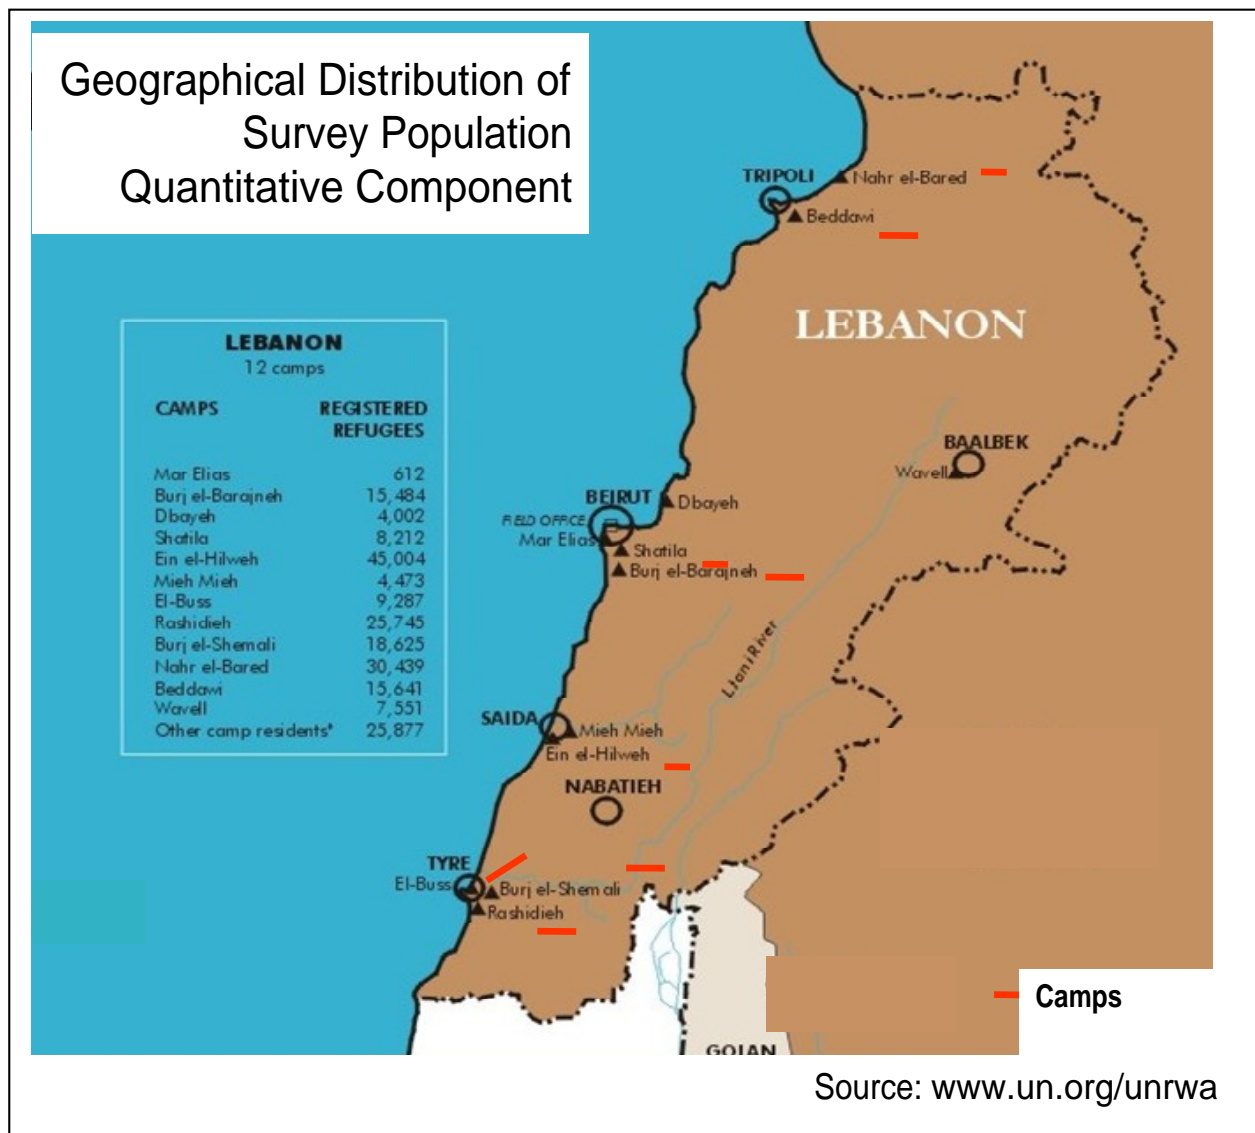 Geographical Distribution of
Survey Population
Quantitative Component
TRIPOLI
Nahr el-Bared
Beddawi
LEBANON
LEBANON
12 camps
CAMPS REGISTERED
REFUGEES
Mar Elias 612
Burj el-Barajneh 15,484
Dbayeh 4,002
Shatila 8,212
Ein el-Hilweh 45,004
Mieh Mieh 4,473
El-Buss 9,287
Rashidieh 25,745
Burj el-Shemali 18,625
Nahr el-Bared 30,439
Beddawi 15,641
Wavell 7,551
Other camp residents* 25,877
BAALBEK
Wavell
BEIRUT
Dbayeh
FIELD OFFICE
Mar Elias
Shatila
Burj el-Barajneh
Litani River
SAIDA
Mieh Mieh
Ein el-Hilweh
NABATIEH
TYRE
El-Buss
Burj el-Shemali
Rashidieh
Camps
GOLAN
Source: www.un.org/unrwa